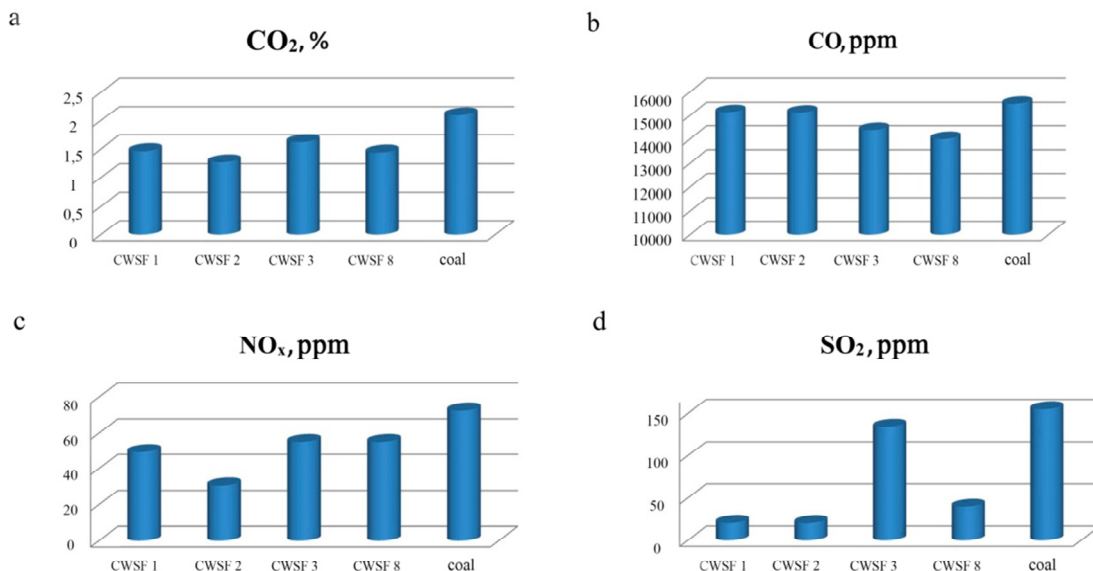 a
CO₂, %
2,5
2
1,5
1
0,5
0
CWSF 1 CWSF 2 CWSF 3 CWSF 8 coal
b
CO, ppm
16000
15000
14000
13000
12000
11000
10000
CWSF 1 CWSF 2 CWSF 3 CWSF 8 coal
c
NOₓ, ppm
80
60
40
20
0
CWSF 1 CWSF 2 CWSF 3 CWSF 8 coal
d
SO₂, ppm
150
100
50
0
CWSF 1 CWSF 2 CWSF 3 CWSF 8 coal